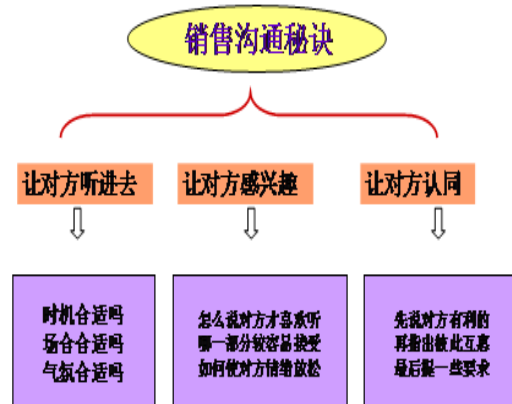 销售沟通秘诀
让对方听进去
让对方感兴趣
让对方认同
时机合适吗
场合合适吗
气氛合适吗
怎么说对方才喜欢听
哪一部分较容易接受
如何使对方情绪放松
先说对方有利的
再指出彼此互惠
最后提一些要求